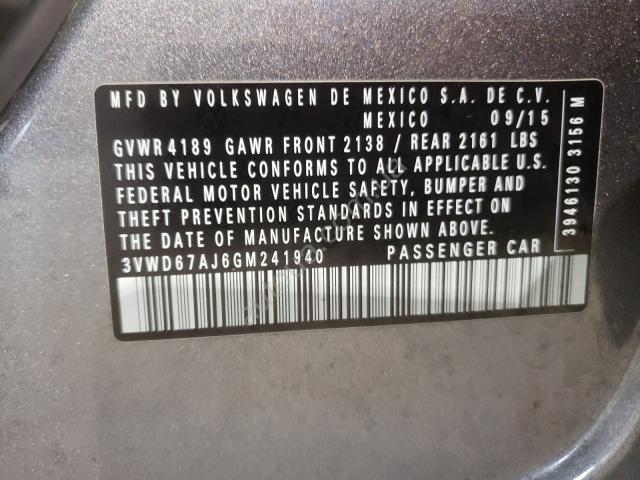 MFD BY VOLKSWAGEN DE MEXICO S.A. DE C.V.
MEXICO 09/15
GVWR 4189 GAWR FRONT 2138 / REAR 2161 LBS
THIS VEHICLE CONFORMS TO ALL APPLICABLE U.S.
FEDERAL MOTOR VEHICLE SAFETY, BUMPER AND
THEFT PREVENTION STANDARDS IN EFFECT ON
THE DATE OF MANUFACTURE SHOWN ABOVE.
3VWD67AJ6GM241940 PASSENGER CAR
3946130 3156 M